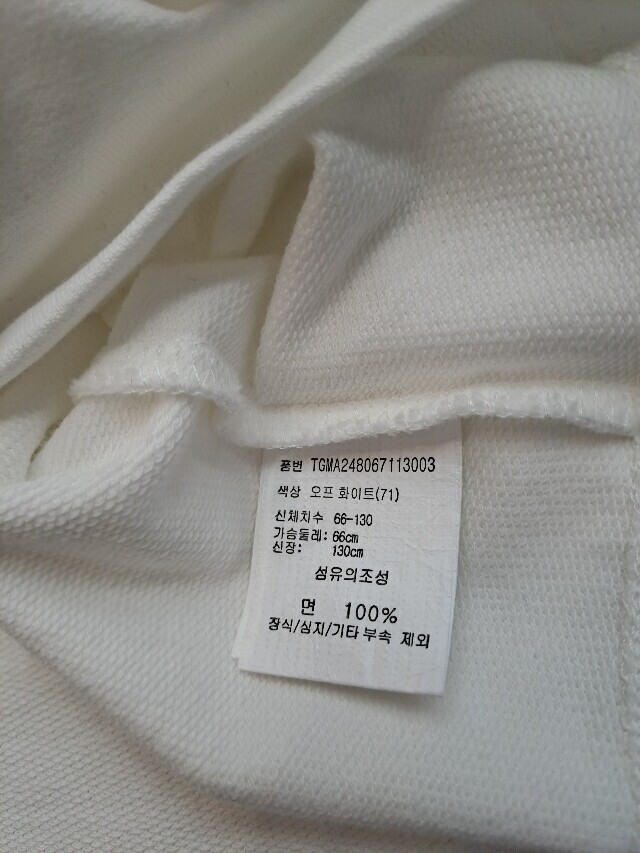 품번 TGMA248067113003
색상 오프 화이트(71)
신체치수 66-130
가슴둘레: 66cm
신장: 130cm
섬유의조성
면 100%
장식/심지/기타 부속 제외